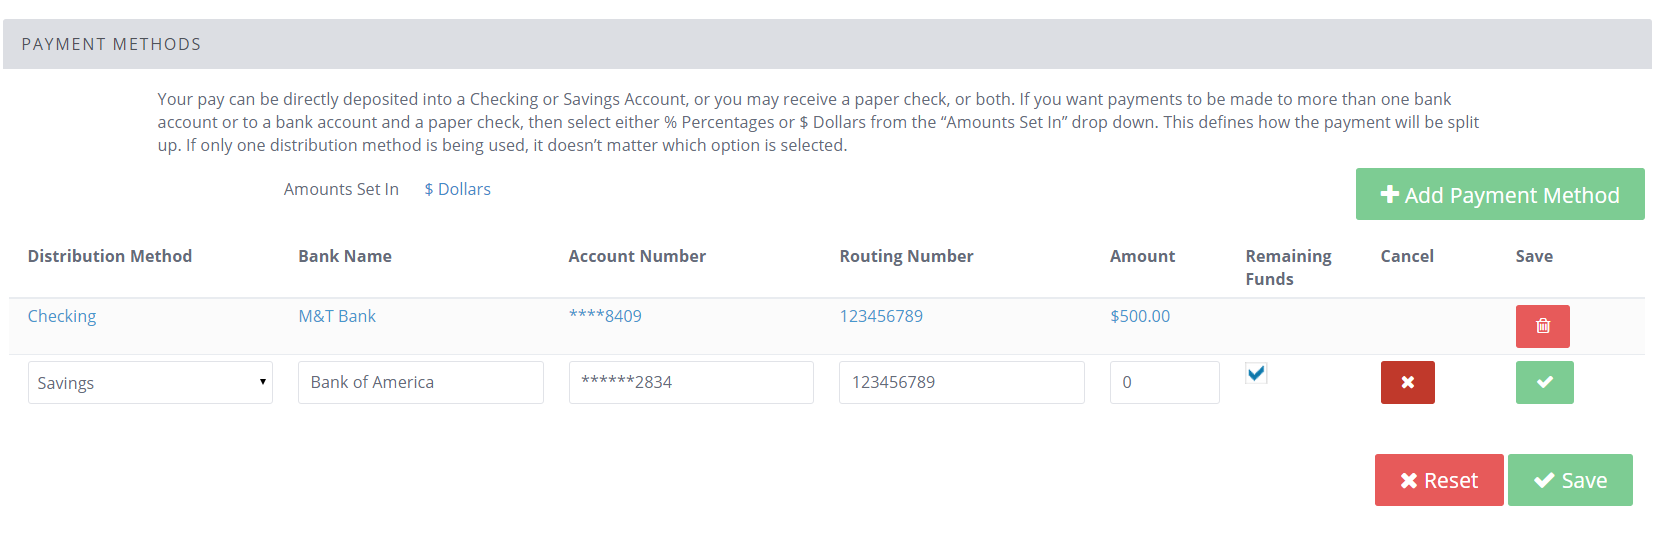 PAYMENT METHODS
Your pay can be directly deposited into a Checking or Savings Account, or you may receive a paper check, or both. If you want payments to be made to more than one bank
account or to a bank account and a paper check, then select either % Percentages or $ Dollars from the “Amounts Set In” drop down. This defines how the payment will be split
up. If only one distribution method is being used, it doesn’t matter which option is selected.
Amounts Set In $ Dollars
Add Payment Method
Distribution Method Bank Name Account Number Routing Number Amount Remaining Funds Cancel Save
Checking M&T Bank ****8409 123456789 $500.00
Savings Bank of America ******2834 123456789 0
Reset Save